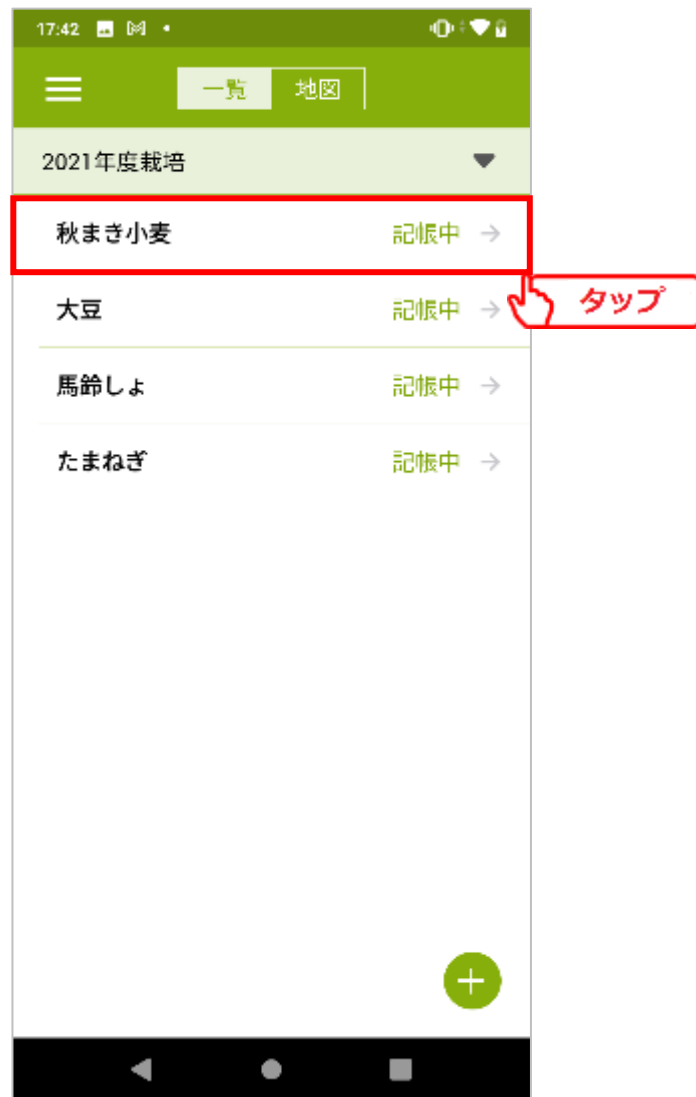 17:42
一覧 地図
2021年度栽培
秋まき小麦 記帳中
タップ
大豆 記帳中
馬鈴しょ 記帳中
たまねぎ 記帳中